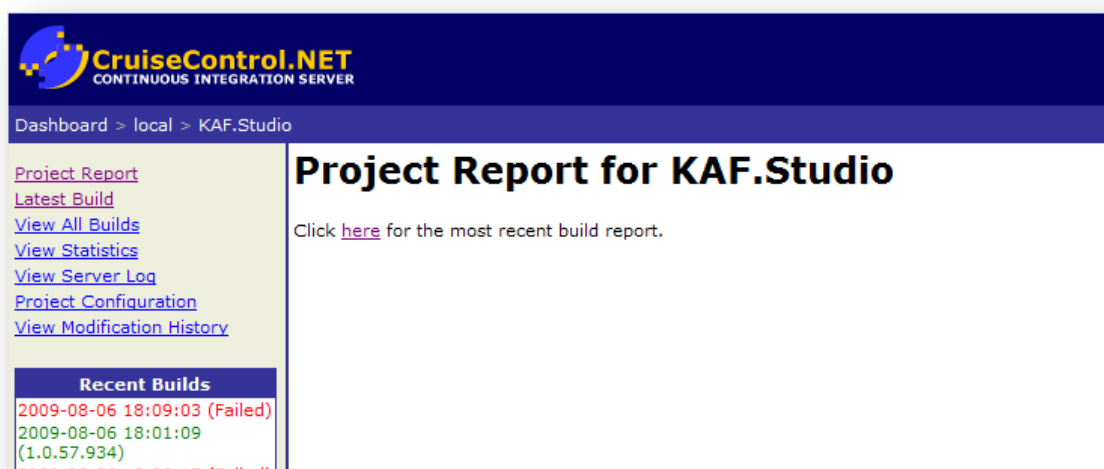 CruiseControl.NET
CONTINUOUS INTEGRATION SERVER
Dashboard > local > KAF.Studio
Project Report
Latest Build
View All Builds
View Statistics
View Server Log
Project Configuration
View Modification History
Recent Builds
2009-08-06 18:09:03 (Failed)
2009-08-06 18:01:09
(1.0.57.934)
Project Report for KAF.Studio
Click here for the most recent build report.